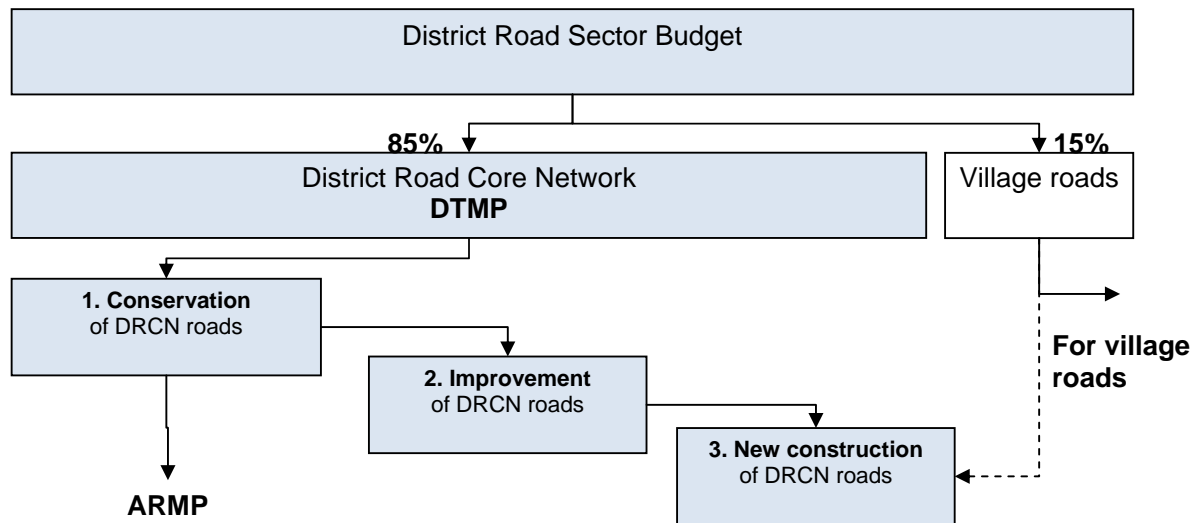 District Road Sector Budget
85%
15%
District Road Core Network
DTMP
Village roads
1. Conservation
of DRCN roads
2. Improvement
of DRCN roads
3. New construction
of DRCN roads
For village
roads
ARMP